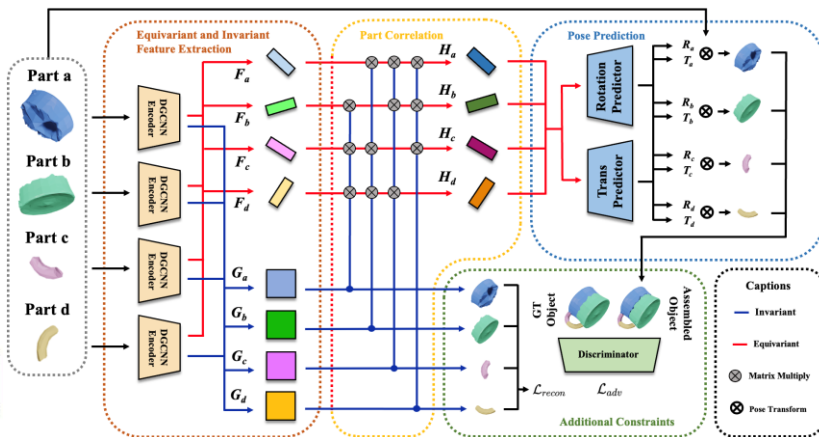 Part a
Part b
Part c
Part d
Equivariant and Invariant
Feature Extraction
DGCNN
Encoder
DGCNN
Encoder
DGCNN
Encoder
DGCNN
Encoder
F_a
F_b
F_c
F_d
G_a
G_b
G_c
G_d
Part Correlation
H_a
H_b
H_c
H_d
Pose Prediction
Rotation
Predictor
Trans
Predictor
R_a
T_a
R_b
T_b
R_c
T_c
R_d
T_d
GT
Object
Assembled
Object
Discriminator
L_recon
L_adv
Additional Constraints
Captions
Invariant
Equivariant
Matrix Multiply
Pose Transform